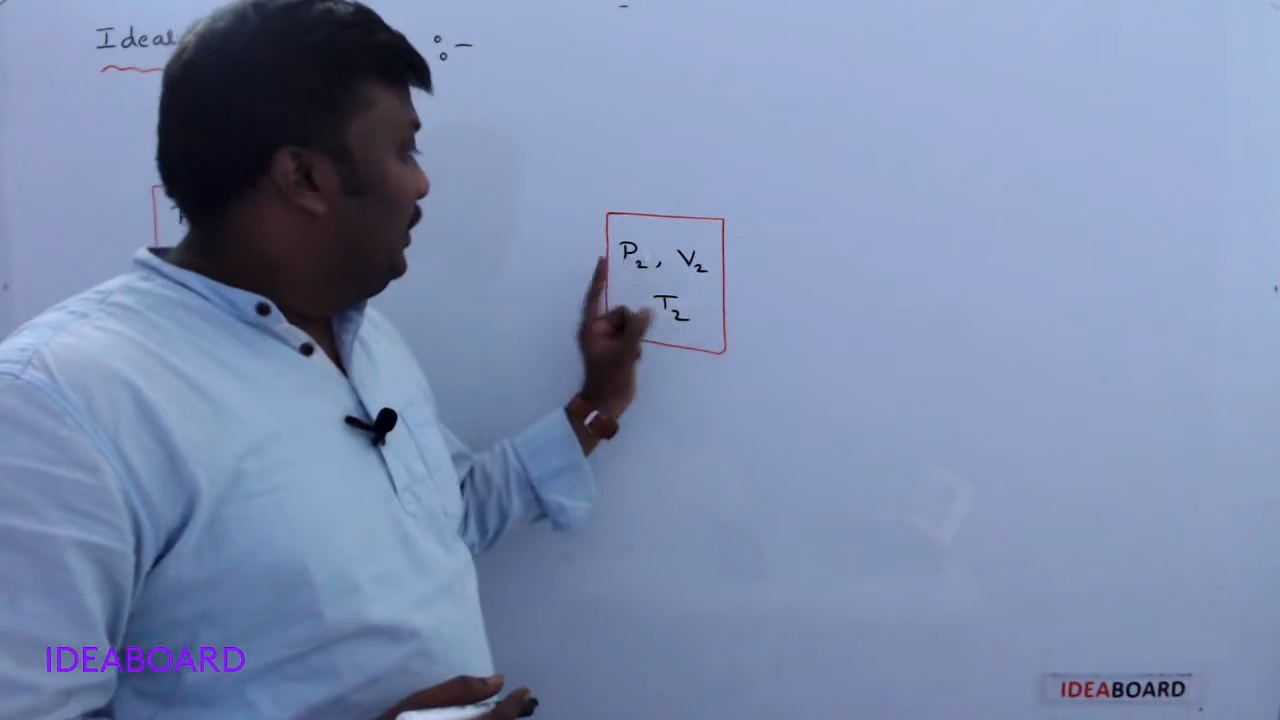 Ideal :-
P₂, V₂
T₂
IDEABOARD
IDEABOARD